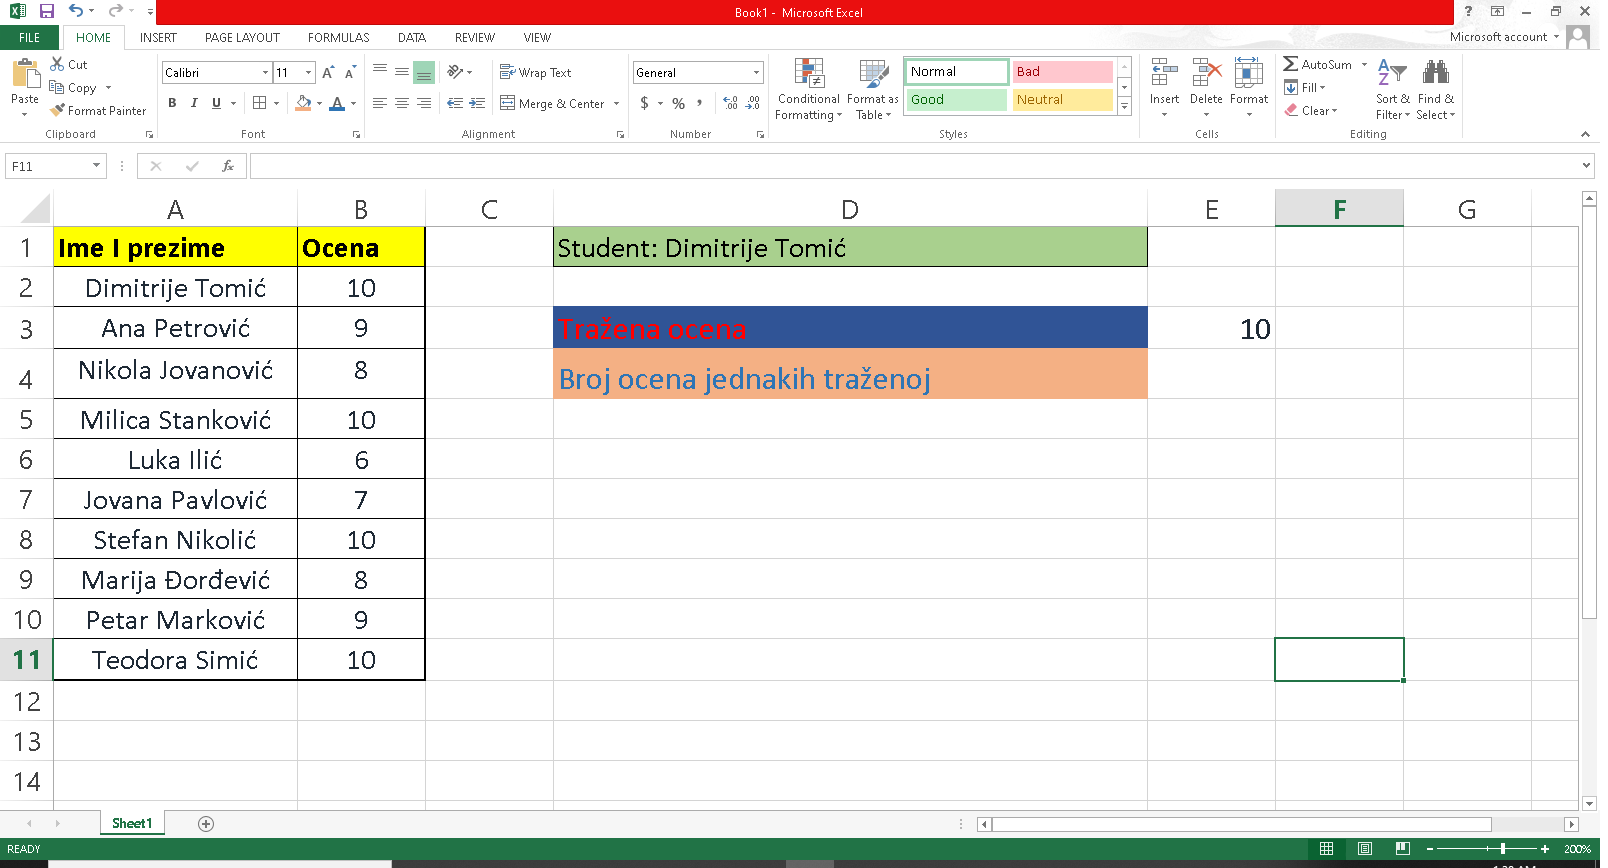 Book1 - Microsoft Excel
?
FILE HOME INSERT PAGE LAYOUT FORMULAS DATA REVIEW VIEW
Microsoft account
Paste
Cut
Copy
Format Painter
Clipboard
Calibri 11
B I U
Font
Wrap Text
Merge & Center
Alignment
General
$ % ,
Number
Conditional Formatting
Format as Table
Normal Bad
Good Neutral
Styles
Insert Delete Format
Cells
AutoSum
Fill
Clear
Sort & Filter
Find & Select
Editing
F11
fx
A B C D E F G
1 Ime I prezime Ocena Student: Dimitrije Tomić
2 Dimitrije Tomić 10
3 Ana Petrović 9 Tražena ocena 10
4 Nikola Jovanović 8 Broj ocena jednakih traženoj
5 Milica Stanković 10
6 Luka Ilić 6
7 Jovana Pavlović 7
8 Stefan Nikolić 10
9 Marija Đorđević 8
10 Petar Marković 9
11 Teodora Simić 10
12
13
14
Sheet1
READY
200%